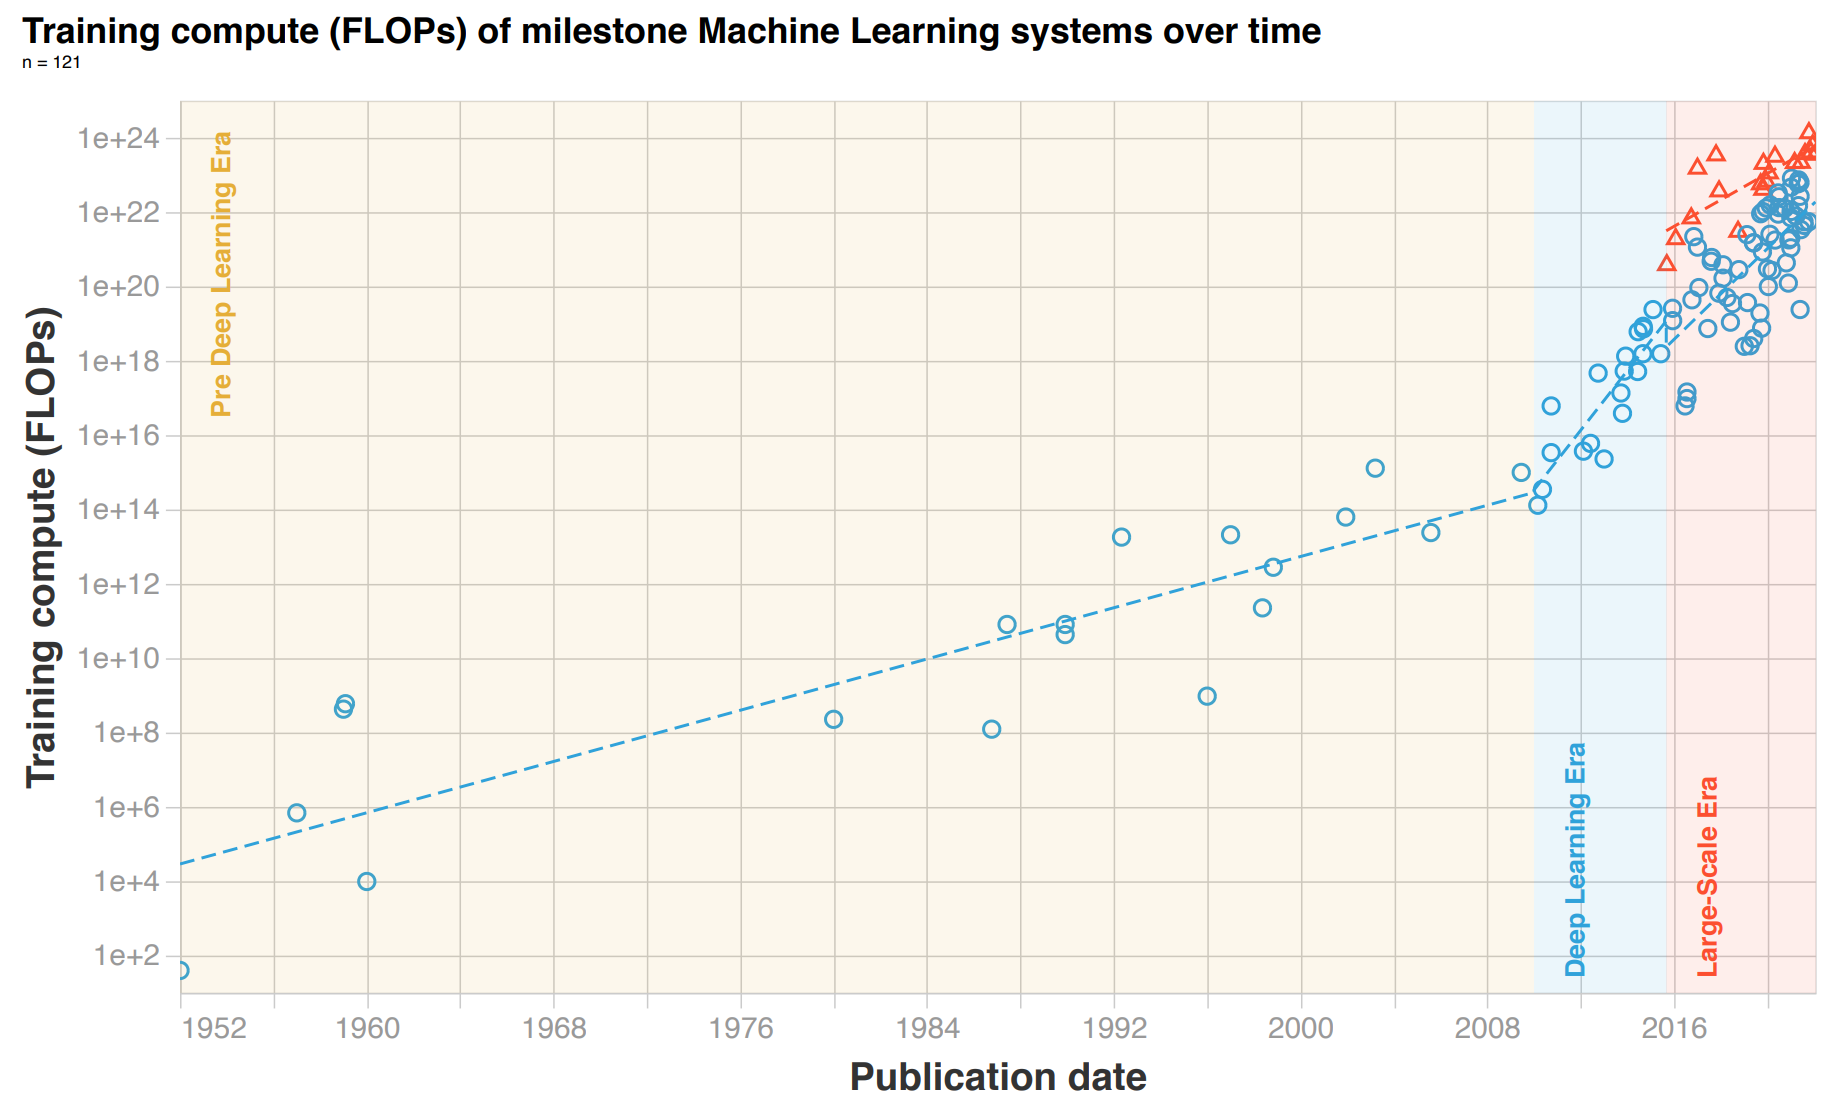 Training compute (FLOPs) of milestone Machine Learning systems over time
n = 121
Training compute (FLOPs)
1e+24
1e+22
1e+20
1e+18
1e+16
1e+14
1e+12
1e+10
1e+8
1e+6
1e+4
1e+2
Pre Deep Learning Era
Deep Learning Era
Large-Scale Era
1952 1960 1968 1976 1984 1992 2000 2008 2016
Publication date